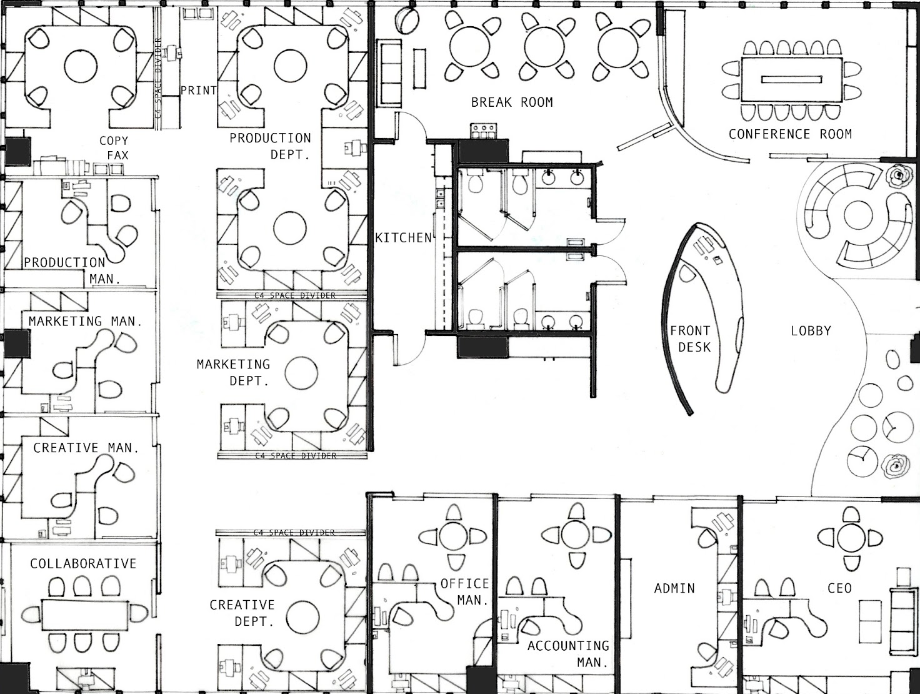 C4 SPACE DIVIDER
PRINT
COPY
FAX
PRODUCTION
DEPT.
BREAK ROOM
CONFERENCE ROOM
KITCHEN
PRODUCTION
MAN.
C4 SPACE DIVIDER
MARKETING MAN.
MARKETING
DEPT.
FRONT
DESK
LOBBY
CREATIVE MAN.
C4 SPACE DIVIDER
C4 SPACE DIVIDER
COLLABORATIVE
CREATIVE
DEPT.
OFFICE
MAN.
ACCOUNTING
MAN.
ADMIN
CEO